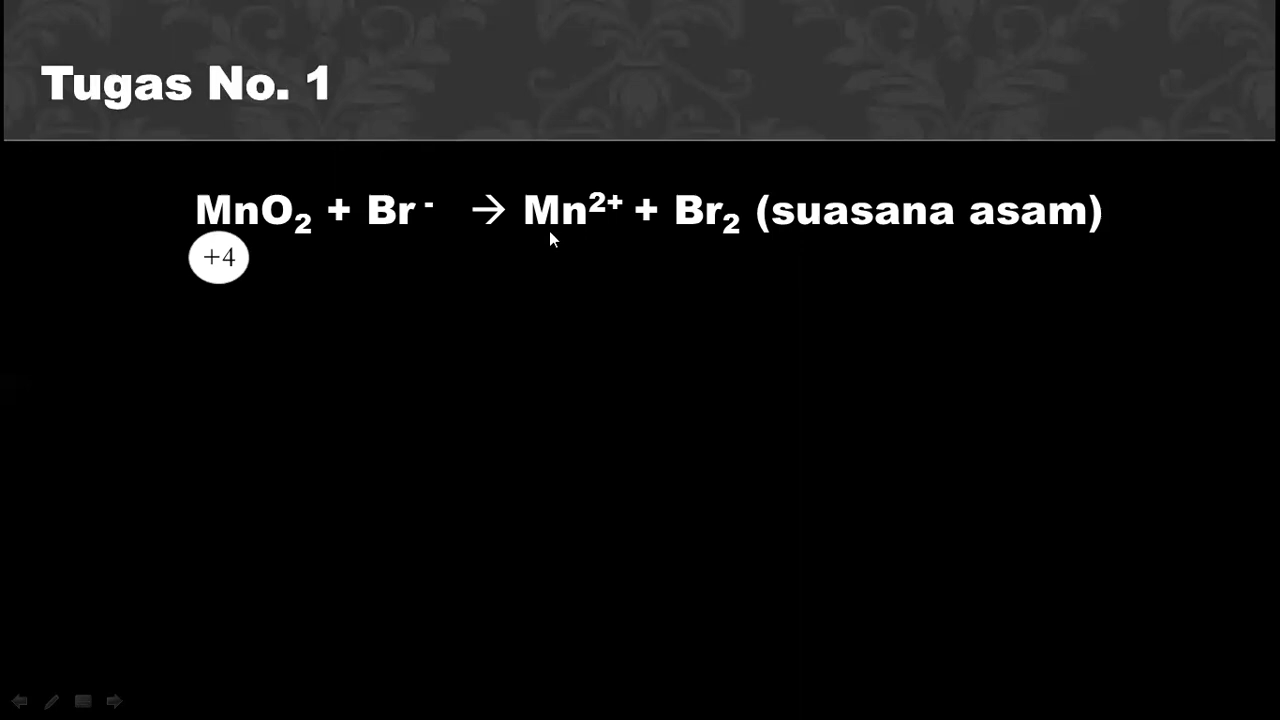 Tugas No. 1
MnO₂ + Br⁻ → Mn²⁺ + Br₂ (suasana asam)
+4